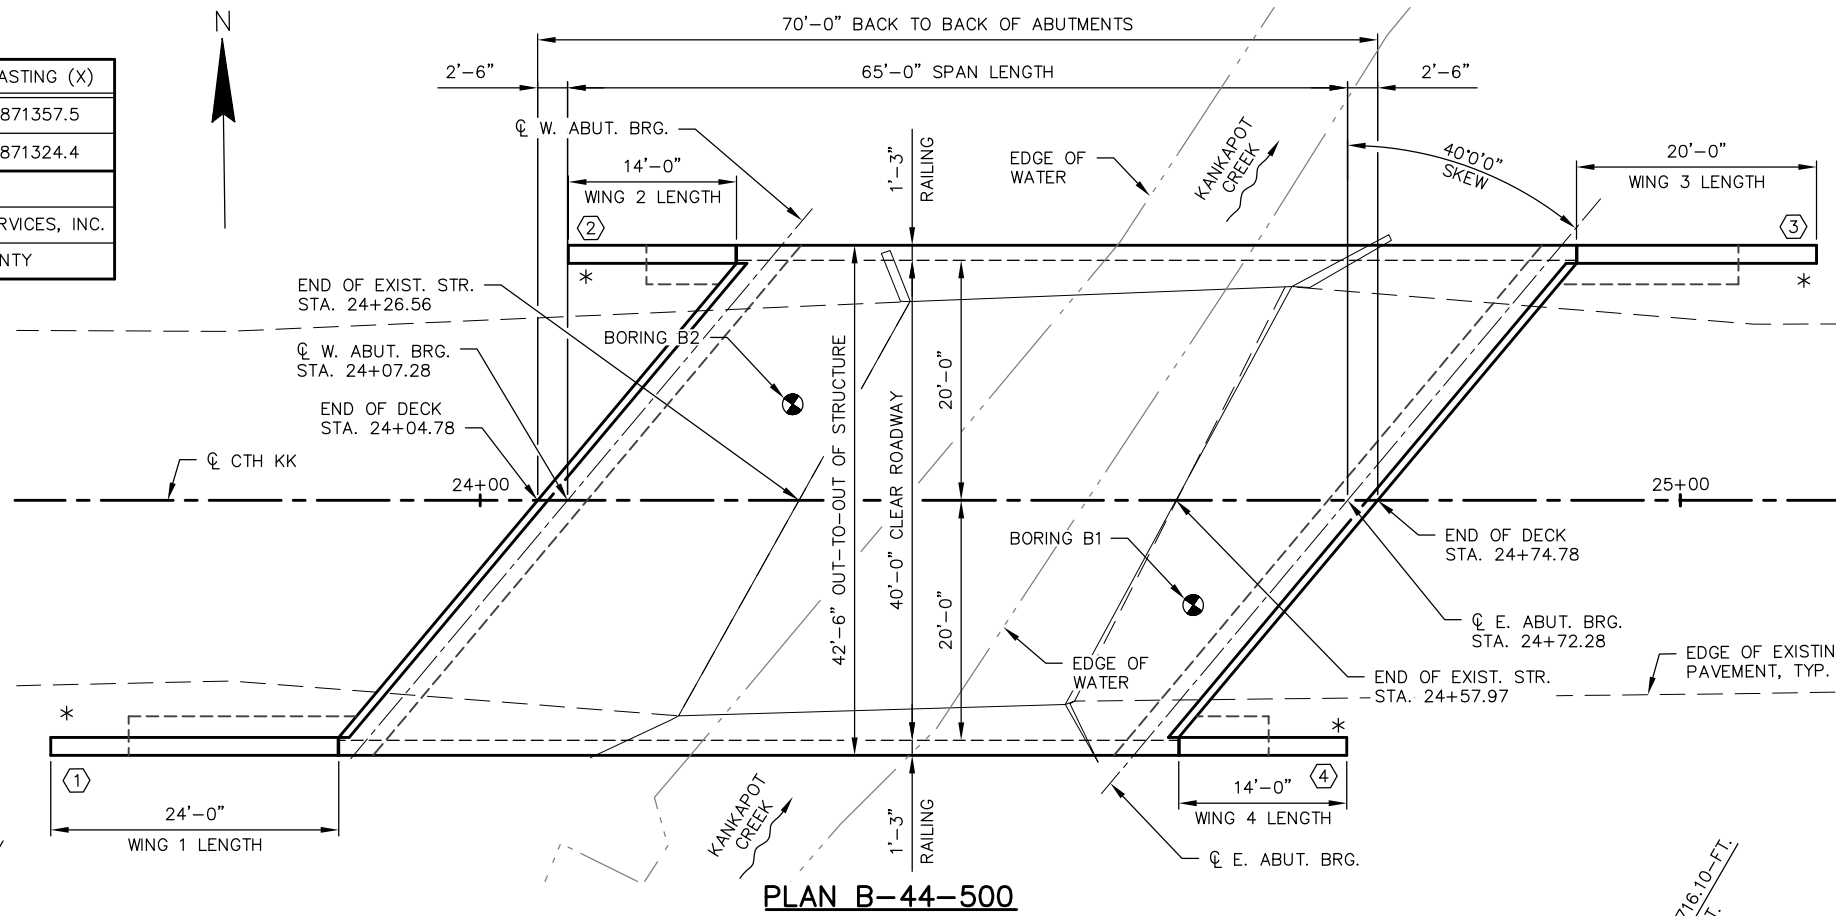 N
ASTING (X)
871357.5
871324.4
RVICES, INC.
NTY
70'-0" BACK TO BACK OF ABUTMENTS
2'-6"
65'-0" SPAN LENGTH
2'-6"
℄ W. ABUT. BRG.
14'-0"
WING 2 LENGTH
2
*
1'-3"
RAILING
EDGE OF
WATER
KANKAPOT
CREEK
40°0'0"
SKEW
20'-0"
WING 3 LENGTH
3
*
END OF EXIST. STR.
STA. 24+26.56
℄ W. ABUT. BRG.
STA. 24+07.28
END OF DECK
STA. 24+04.78
BORING B2
℄ CTH KK
24+00
42'-6" OUT-TO-OUT OF STRUCTURE
40'-0" CLEAR ROADWAY
20'-0"
20'-0"
25+00
BORING B1
END OF DECK
STA. 24+74.78
℄ E. ABUT. BRG.
STA. 24+72.28
EDGE OF
WATER
END OF EXIST. STR.
STA. 24+57.97
EDGE OF EXISTIN
PAVEMENT, TYP.
*
1
24'-0"
WING 1 LENGTH
KANKAPOT
CREEK
1'-3"
RAILING
*
4
14'-0"
WING 4 LENGTH
℄ E. ABUT. BRG.
716.10-FT.
T.
PLAN B-44-500